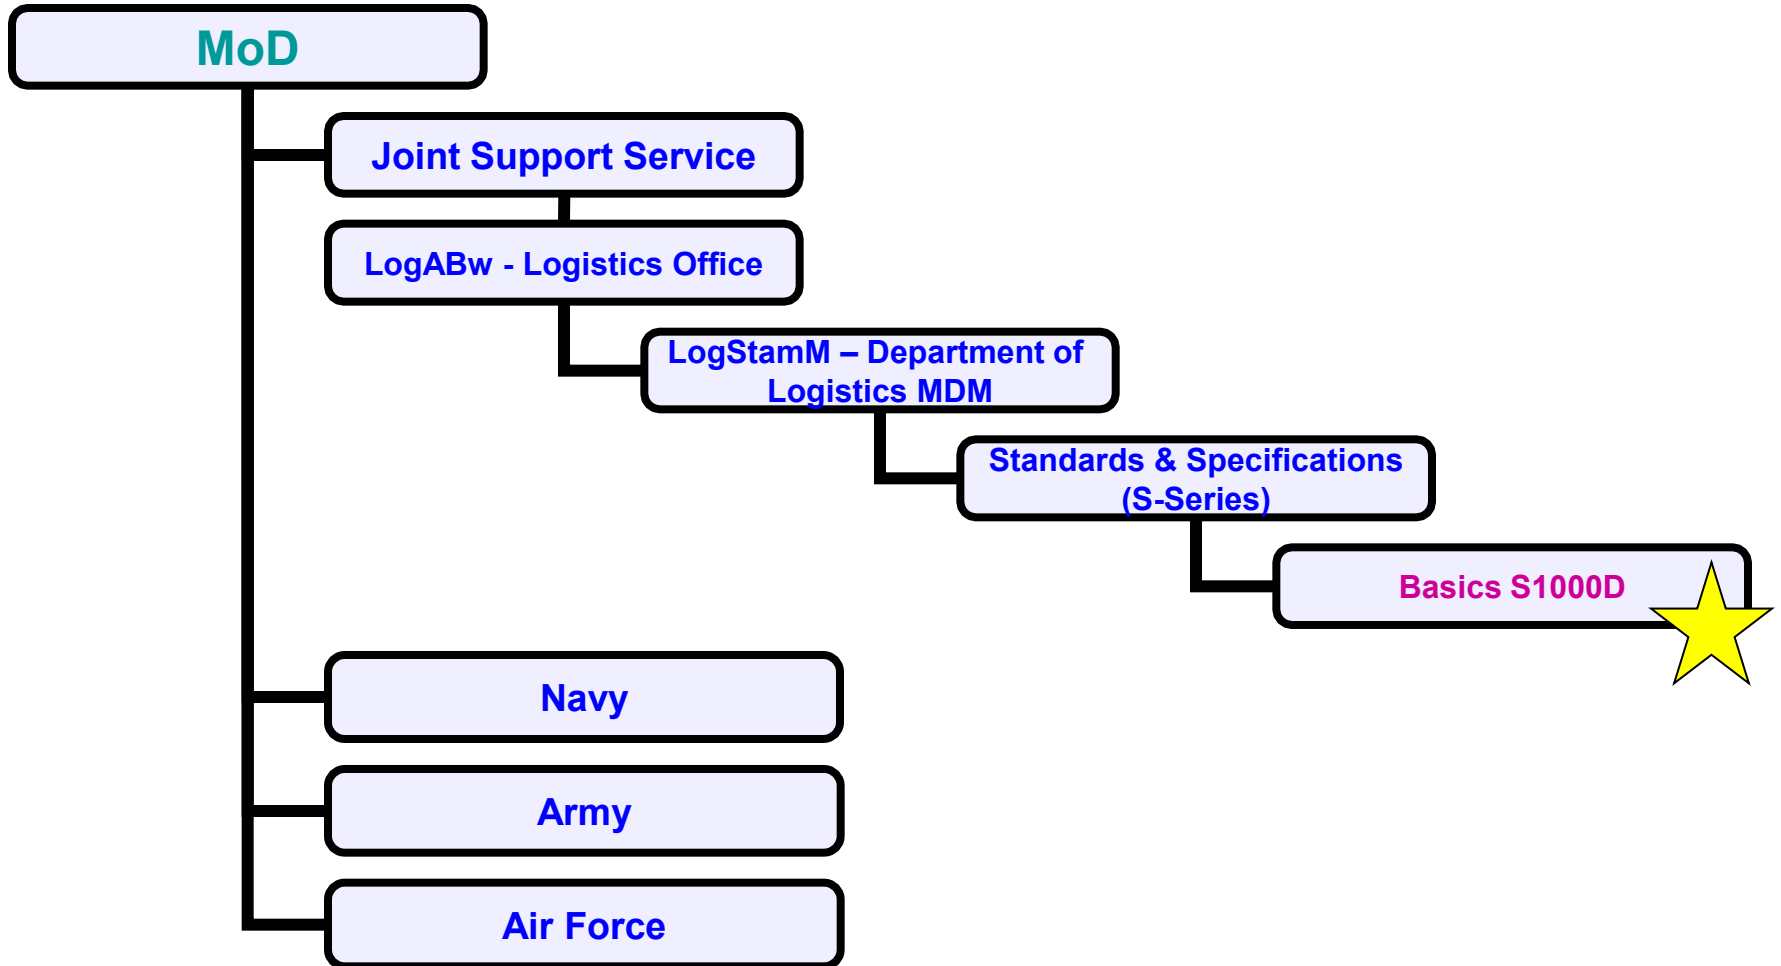 MoD
Joint Support Service
LogABw - Logistics Office
LogStamM – Department of
Logistics MDM
Standards & Specifications
(S-Series)
Basics S1000D
Navy
Army
Air Force